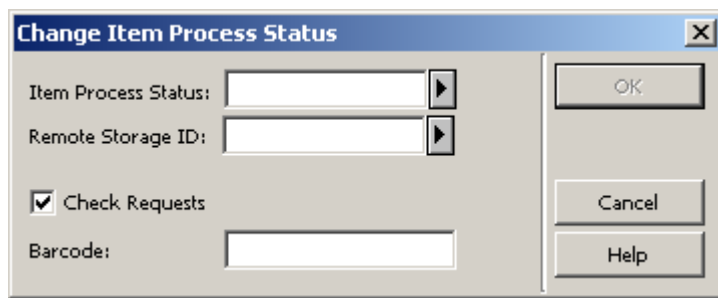 Change Item Process Status
Item Process Status:
OK
Remote Storage ID:
Check Requests
Cancel
Barcode:
Help